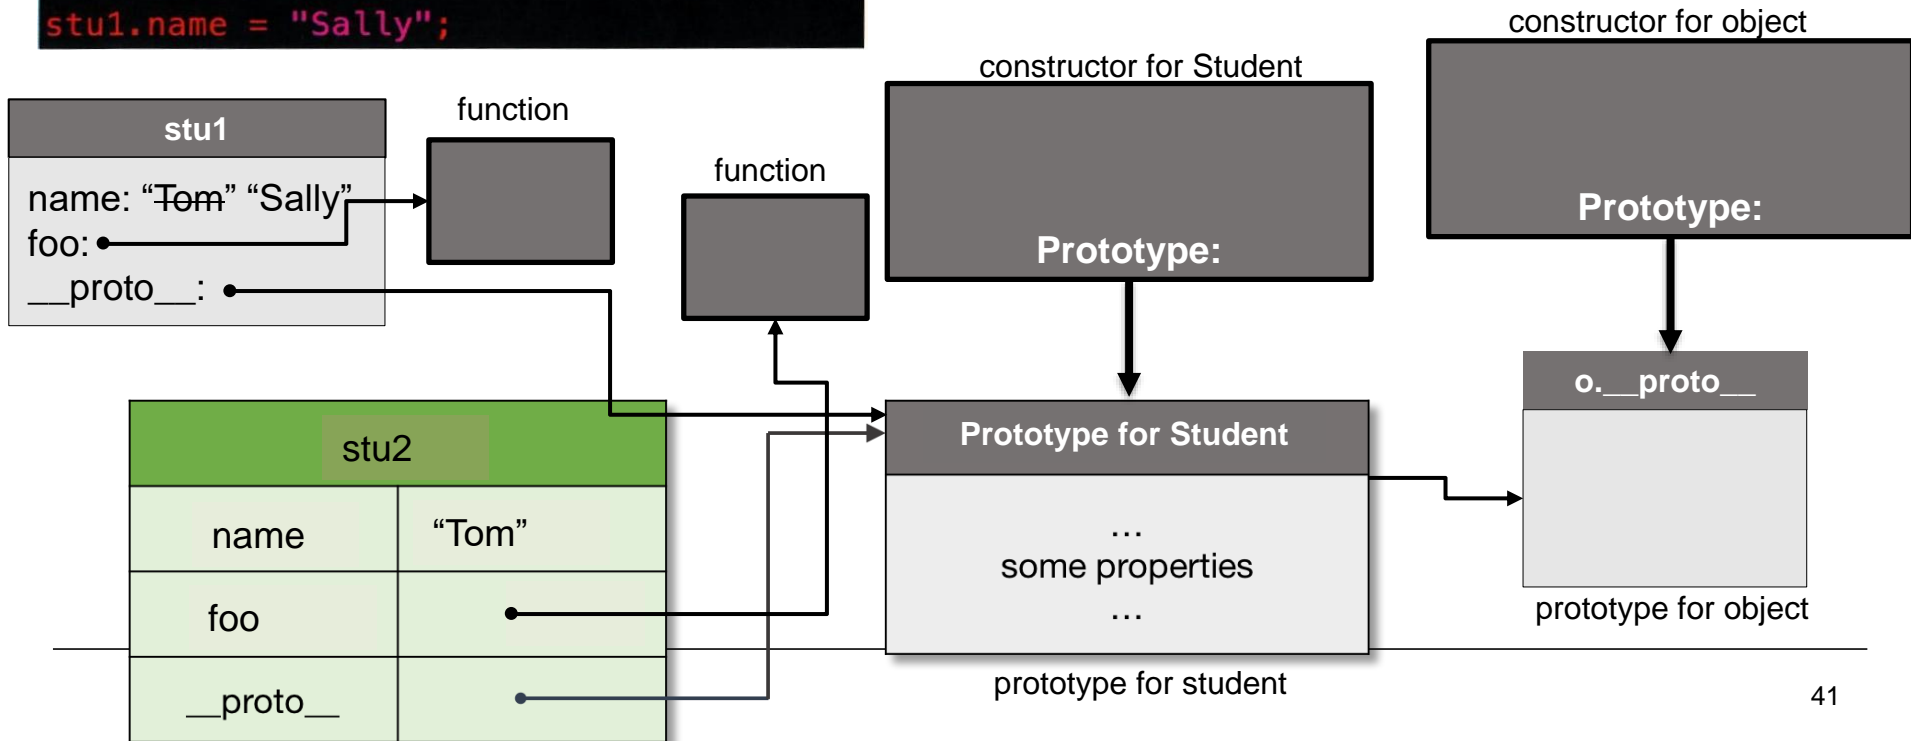 stu1.name = "Sally";
stu1
name: “Tom” “Sally”
foo:
__proto__:
function
function
constructor for Student
Prototype:
constructor for object
Prototype:
stu2
name
“Tom”
foo
__proto__
Prototype for Student
...
some properties
...
prototype for student
o.__proto__
prototype for object
41